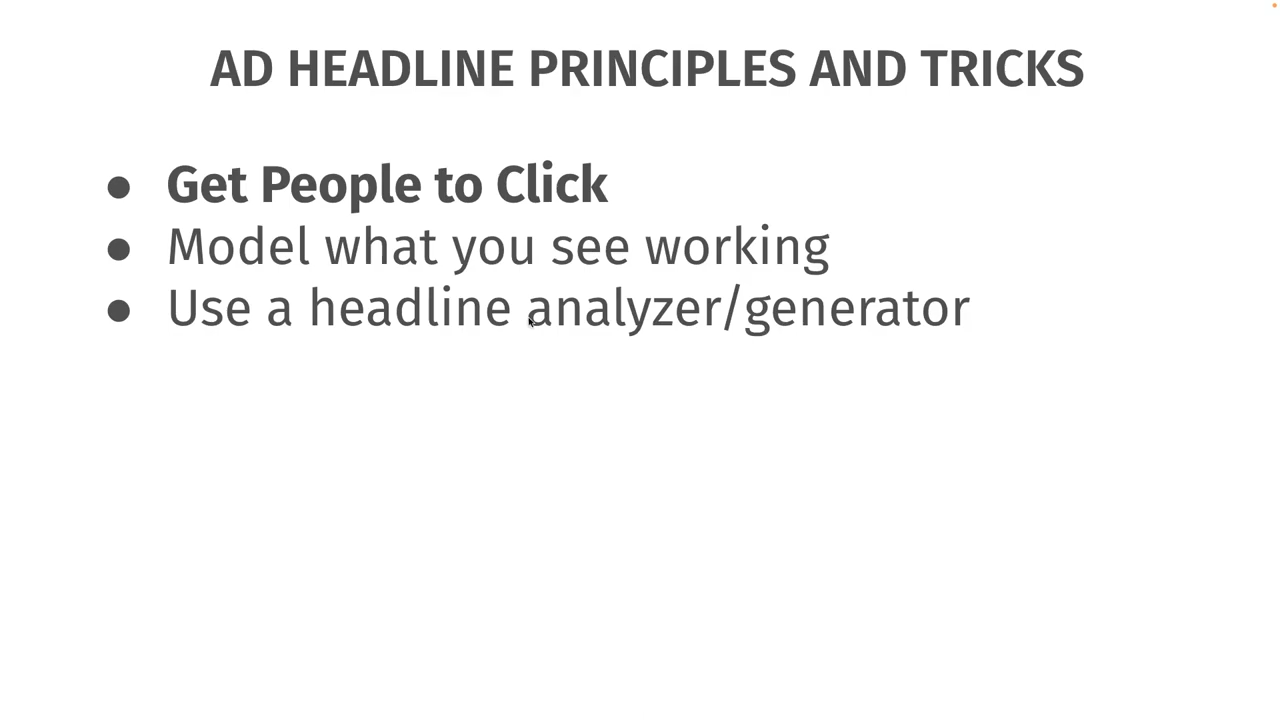 AD HEADLINE PRINCIPLES AND TRICKS
● Get People to Click
● Model what you see working
● Use a headline analyzer/generator